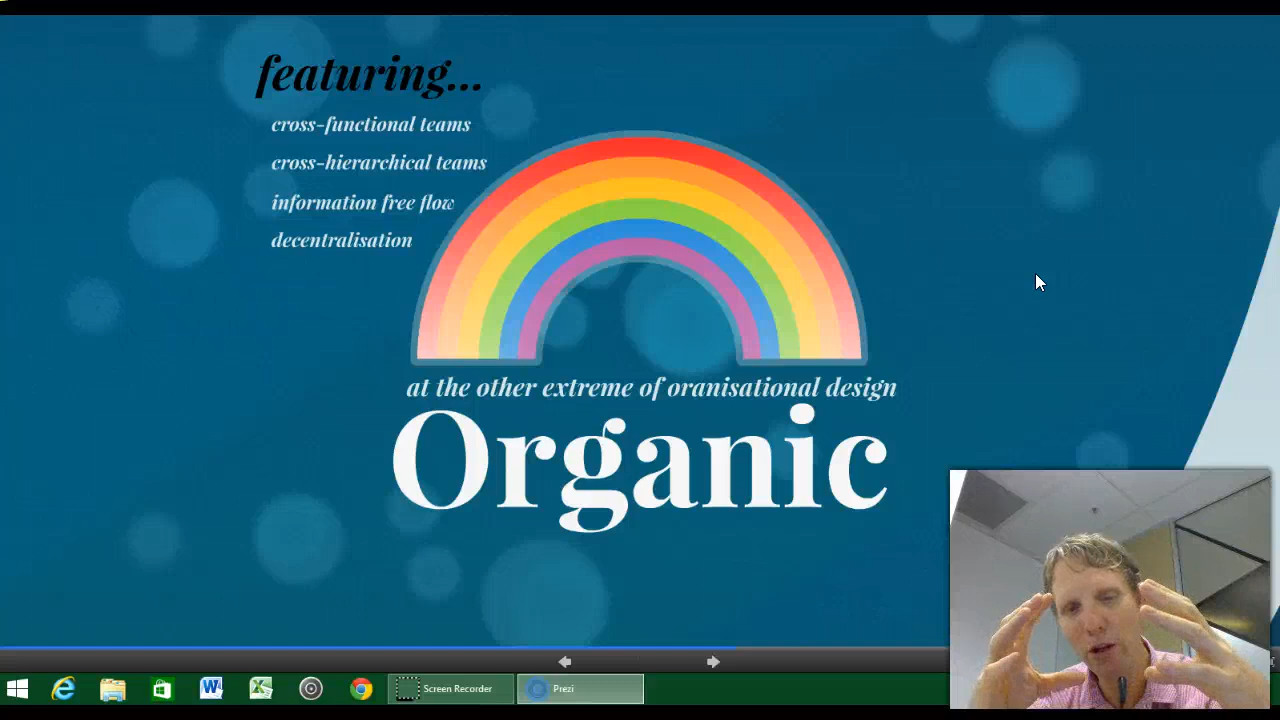 featuring...
cross-functional teams
cross-hierarchical teams
information free flow
decentralisation
at the other extreme of oranisational design
Organic
Screen Recorder
Prezi